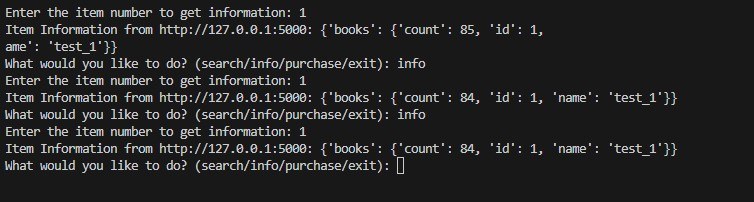 Enter the item number to get information: 1
Item Information from http://127.0.0.1:5000: {'books': {'count': 85, 'id': 1,
ame': 'test_1'}}
What would you like to do? (search/info/purchase/exit): info
Enter the item number to get information: 1
Item Information from http://127.0.0.1:5000: {'books': {'count': 84, 'id': 1, 'name': 'test_1'}}
What would you like to do? (search/info/purchase/exit): info
Enter the item number to get information: 1
Item Information from http://127.0.0.1:5000: {'books': {'count': 84, 'id': 1, 'name': 'test_1'}}
What would you like to do? (search/info/purchase/exit):